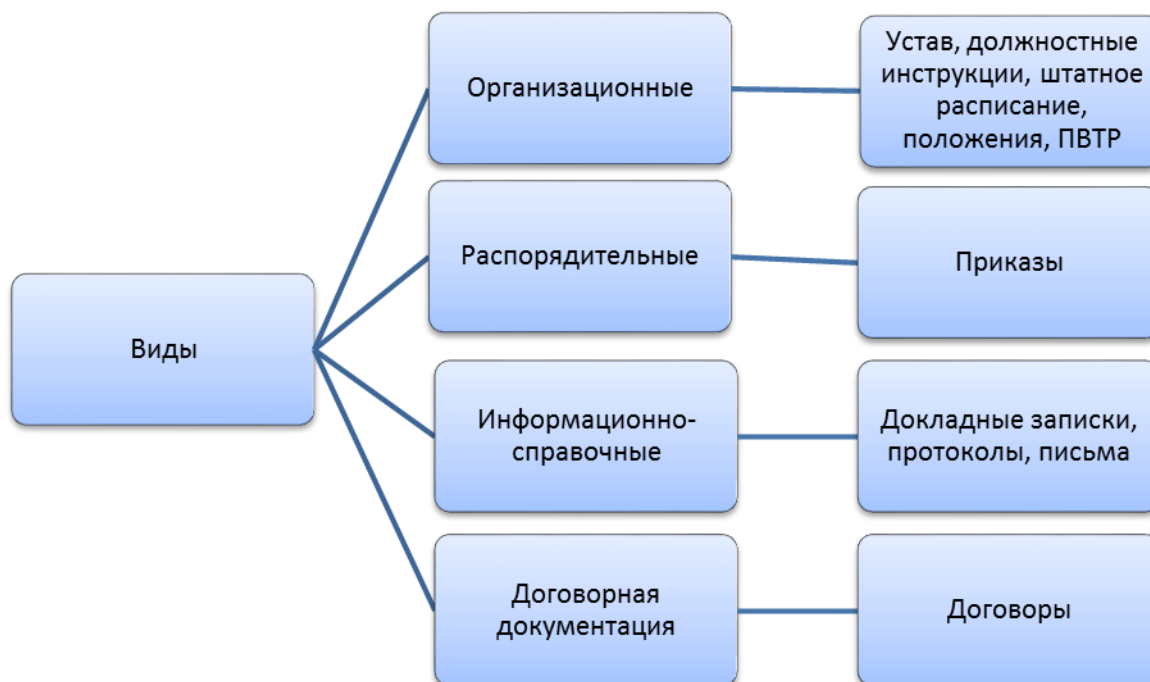 Виды
Организационные
Устав, должностные
инструкции, штатное
расписание,
положения, ПВТР
Распорядительные
Приказы
Информационно-
справочные
Докладные записки,
протоколы, письма
Договорная
документация
Договоры